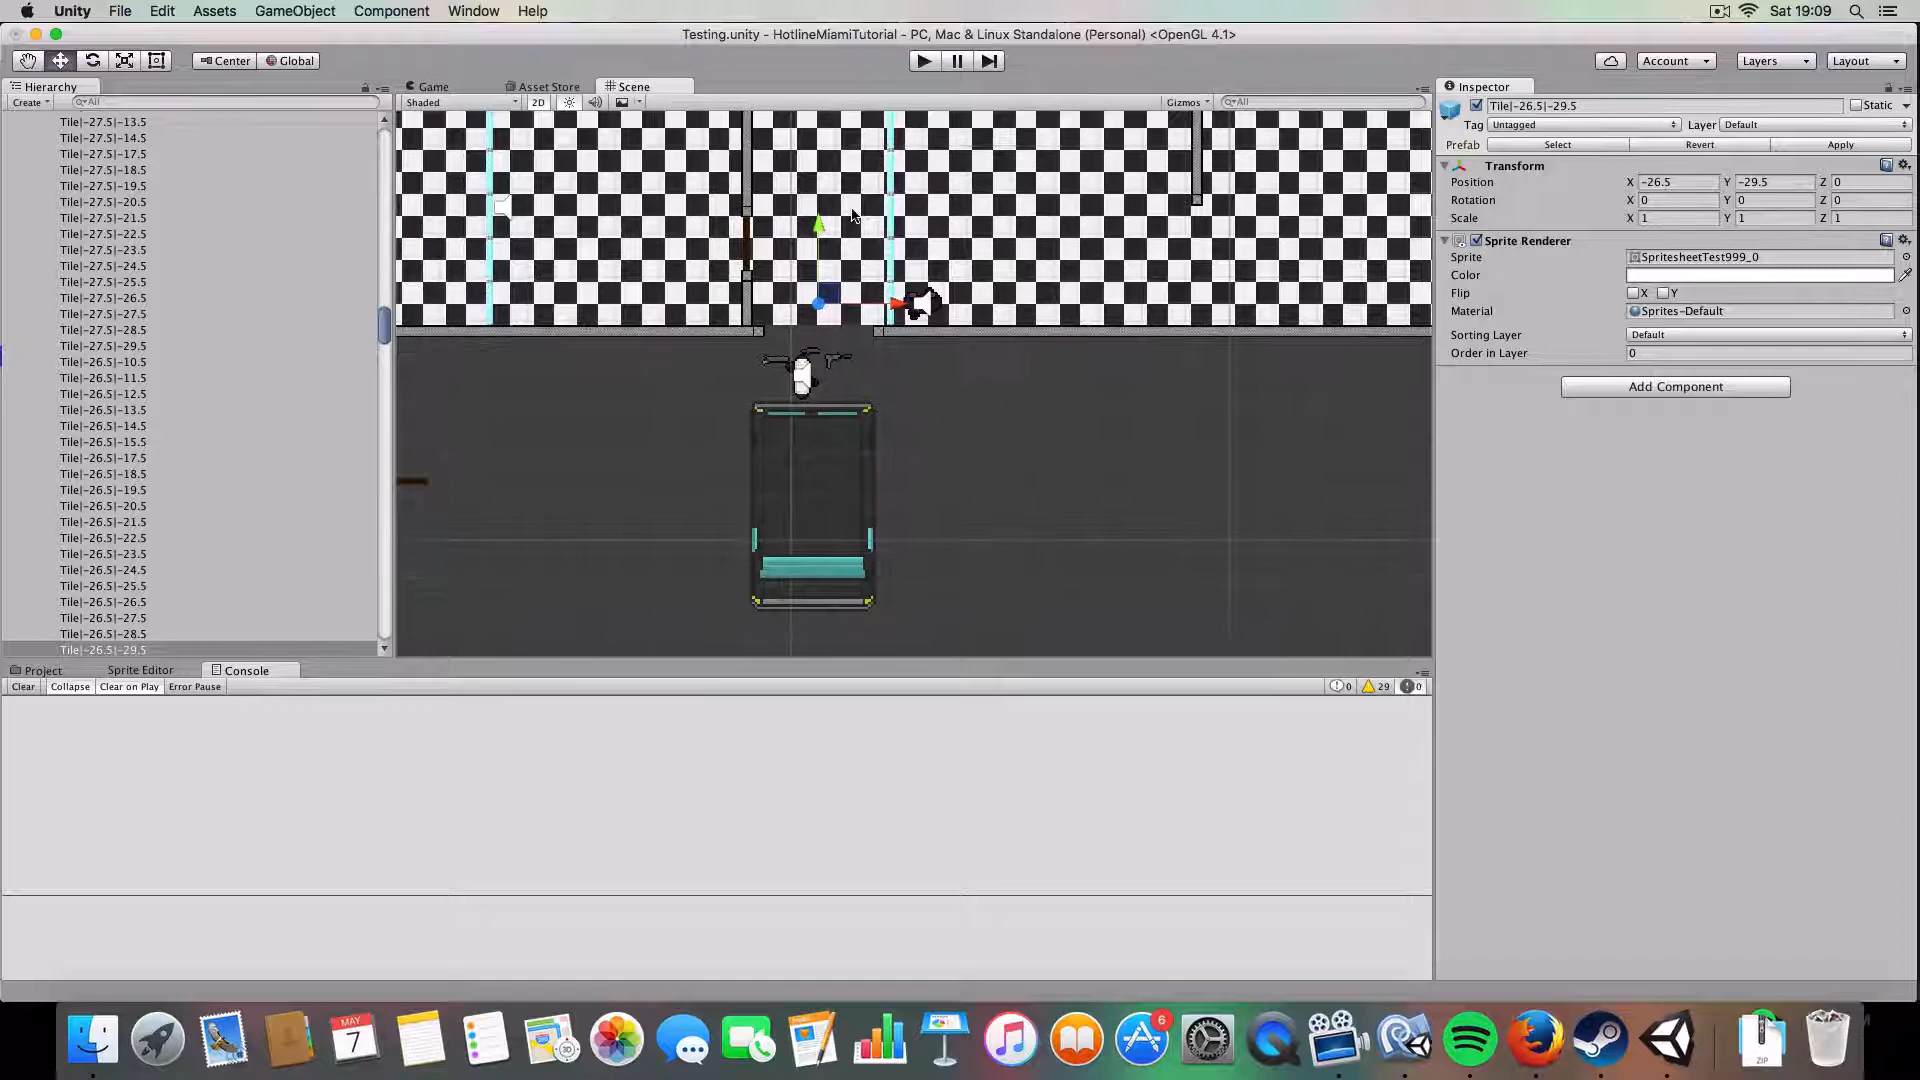 Unity File Edit Assets GameObject Component Window Help Sat 19:09
Testing.unity - HotlineMiamiTutorial - PC, Mac & Linux Standalone (Personal) <OpenGL 4.1>
Center Global Account Layers Layout
Hierarchy Game Asset Store Scene Inspector
Create All Shaded 2D Gizmos All
Tile|-26.5|-29.5 Static
Tag Untagged Layer Default
Prefab Select Revert Apply
Transform
Position X -26.5 Y -29.5 Z 0
Rotation X 0 Y 0 Z 0
Scale X 1 Y 1 Z 1
Sprite Renderer
Sprite SpritesheetTest999_0
Color
Flip X Y
Material Sprites-Default
Sorting Layer Default
Order in Layer 0
Add Component
Tile|-27.5|-13.5
Tile|-27.5|-14.5
Tile|-27.5|-17.5
Tile|-27.5|-18.5
Tile|-27.5|-19.5
Tile|-27.5|-20.5
Tile|-27.5|-21.5
Tile|-27.5|-22.5
Tile|-27.5|-23.5
Tile|-27.5|-24.5
Tile|-27.5|-25.5
Tile|-27.5|-26.5
Tile|-27.5|-27.5
Tile|-27.5|-28.5
Tile|-27.5|-29.5
Tile|-26.5|-10.5
Tile|-26.5|-11.5
Tile|-26.5|-12.5
Tile|-26.5|-13.5
Tile|-26.5|-14.5
Tile|-26.5|-15.5
Tile|-26.5|-17.5
Tile|-26.5|-18.5
Tile|-26.5|-19.5
Tile|-26.5|-20.5
Tile|-26.5|-21.5
Tile|-26.5|-22.5
Tile|-26.5|-23.5
Tile|-26.5|-24.5
Tile|-26.5|-25.5
Tile|-26.5|-26.5
Tile|-26.5|-27.5
Tile|-26.5|-28.5
Tile|-26.5|-29.5
Project Sprite Editor Console
Clear Collapse Clear on Play Error Pause 0 29 0
MAY
7
6
ZIP